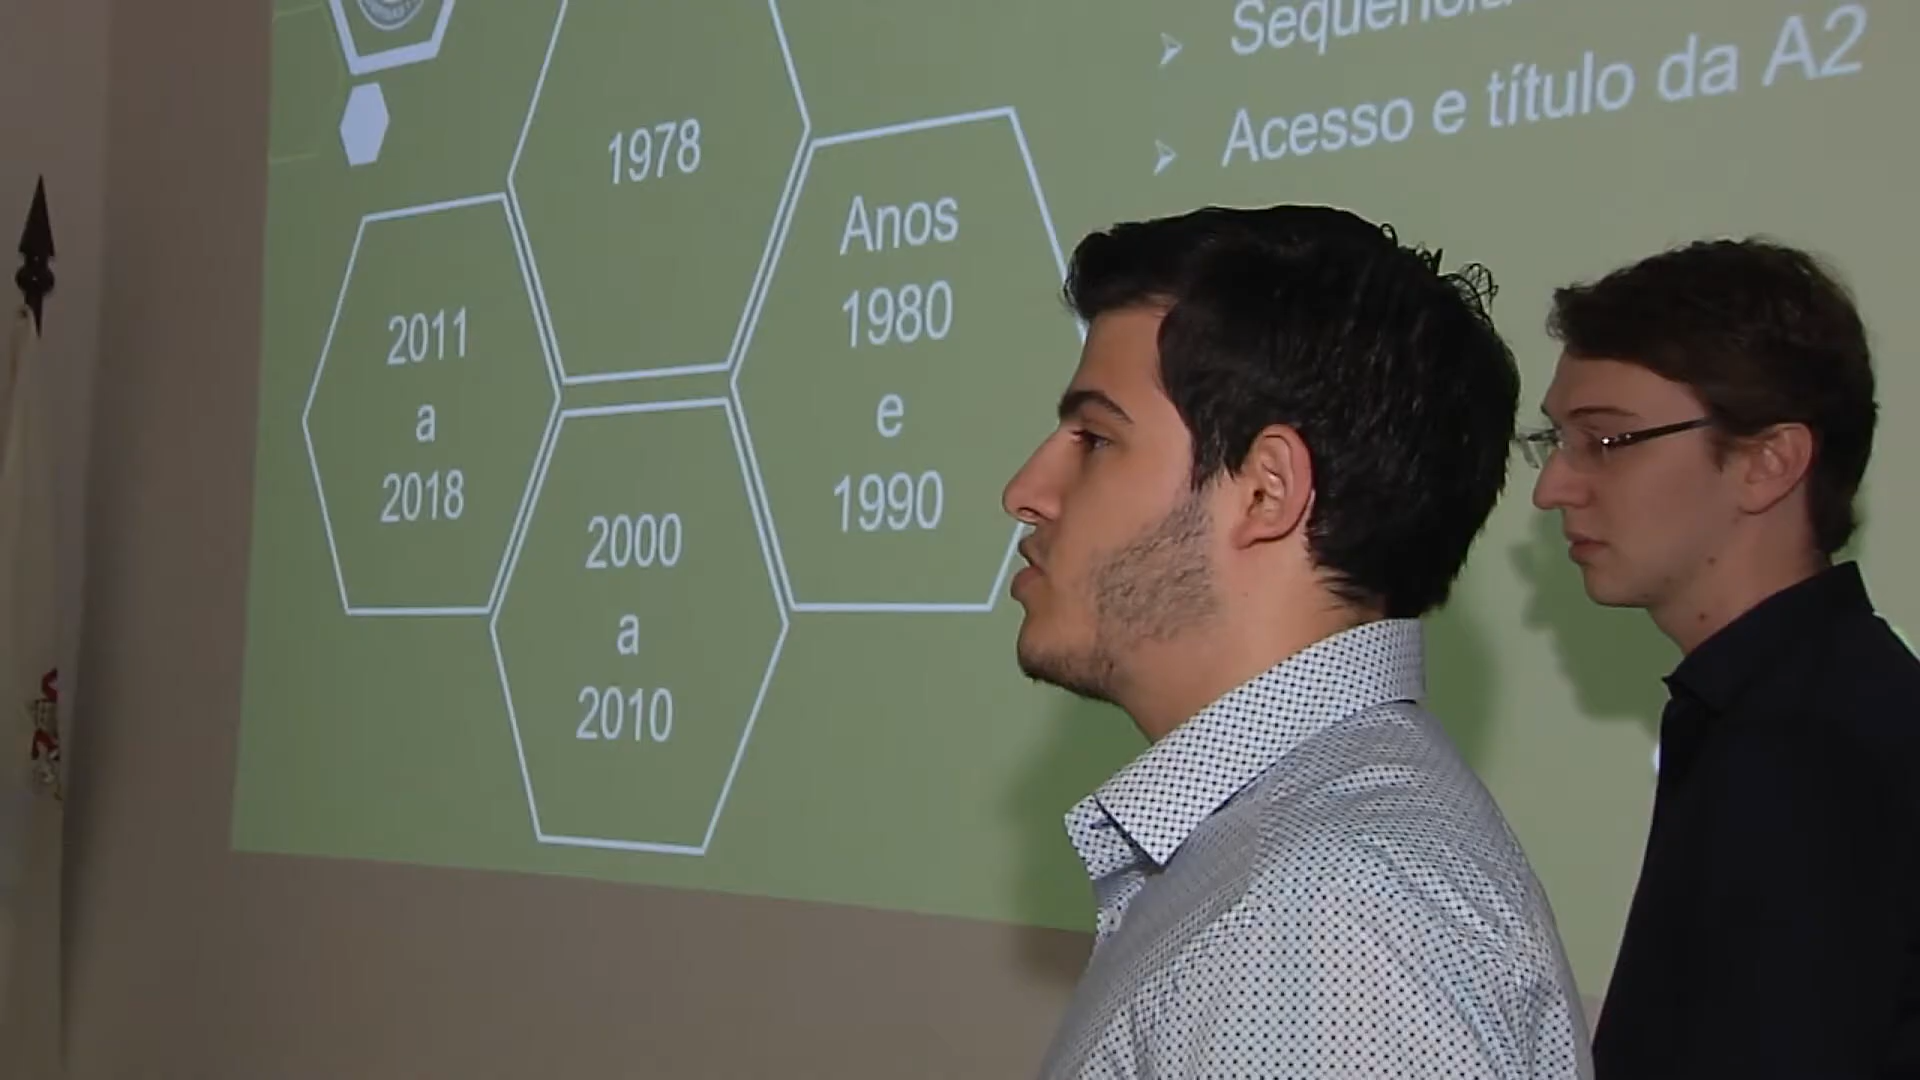 1978
Anos
1980
e
1990
2011
a
2018
2000
a
2010
Acesso e título da A2